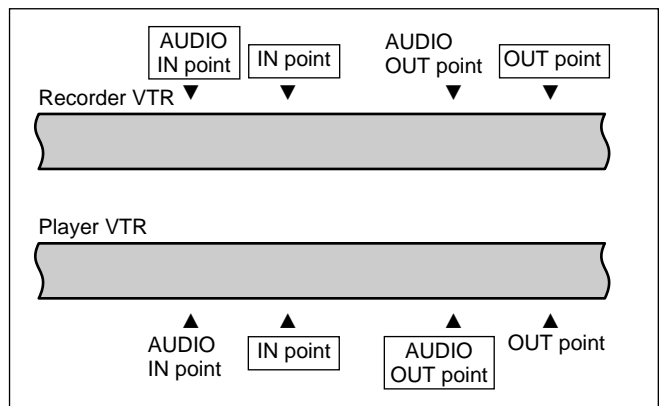 AUDIO
IN point
IN point
AUDIO
OUT point
OUT point
Recorder VTR
Player VTR
AUDIO
IN point
IN point
AUDIO
OUT point
OUT point